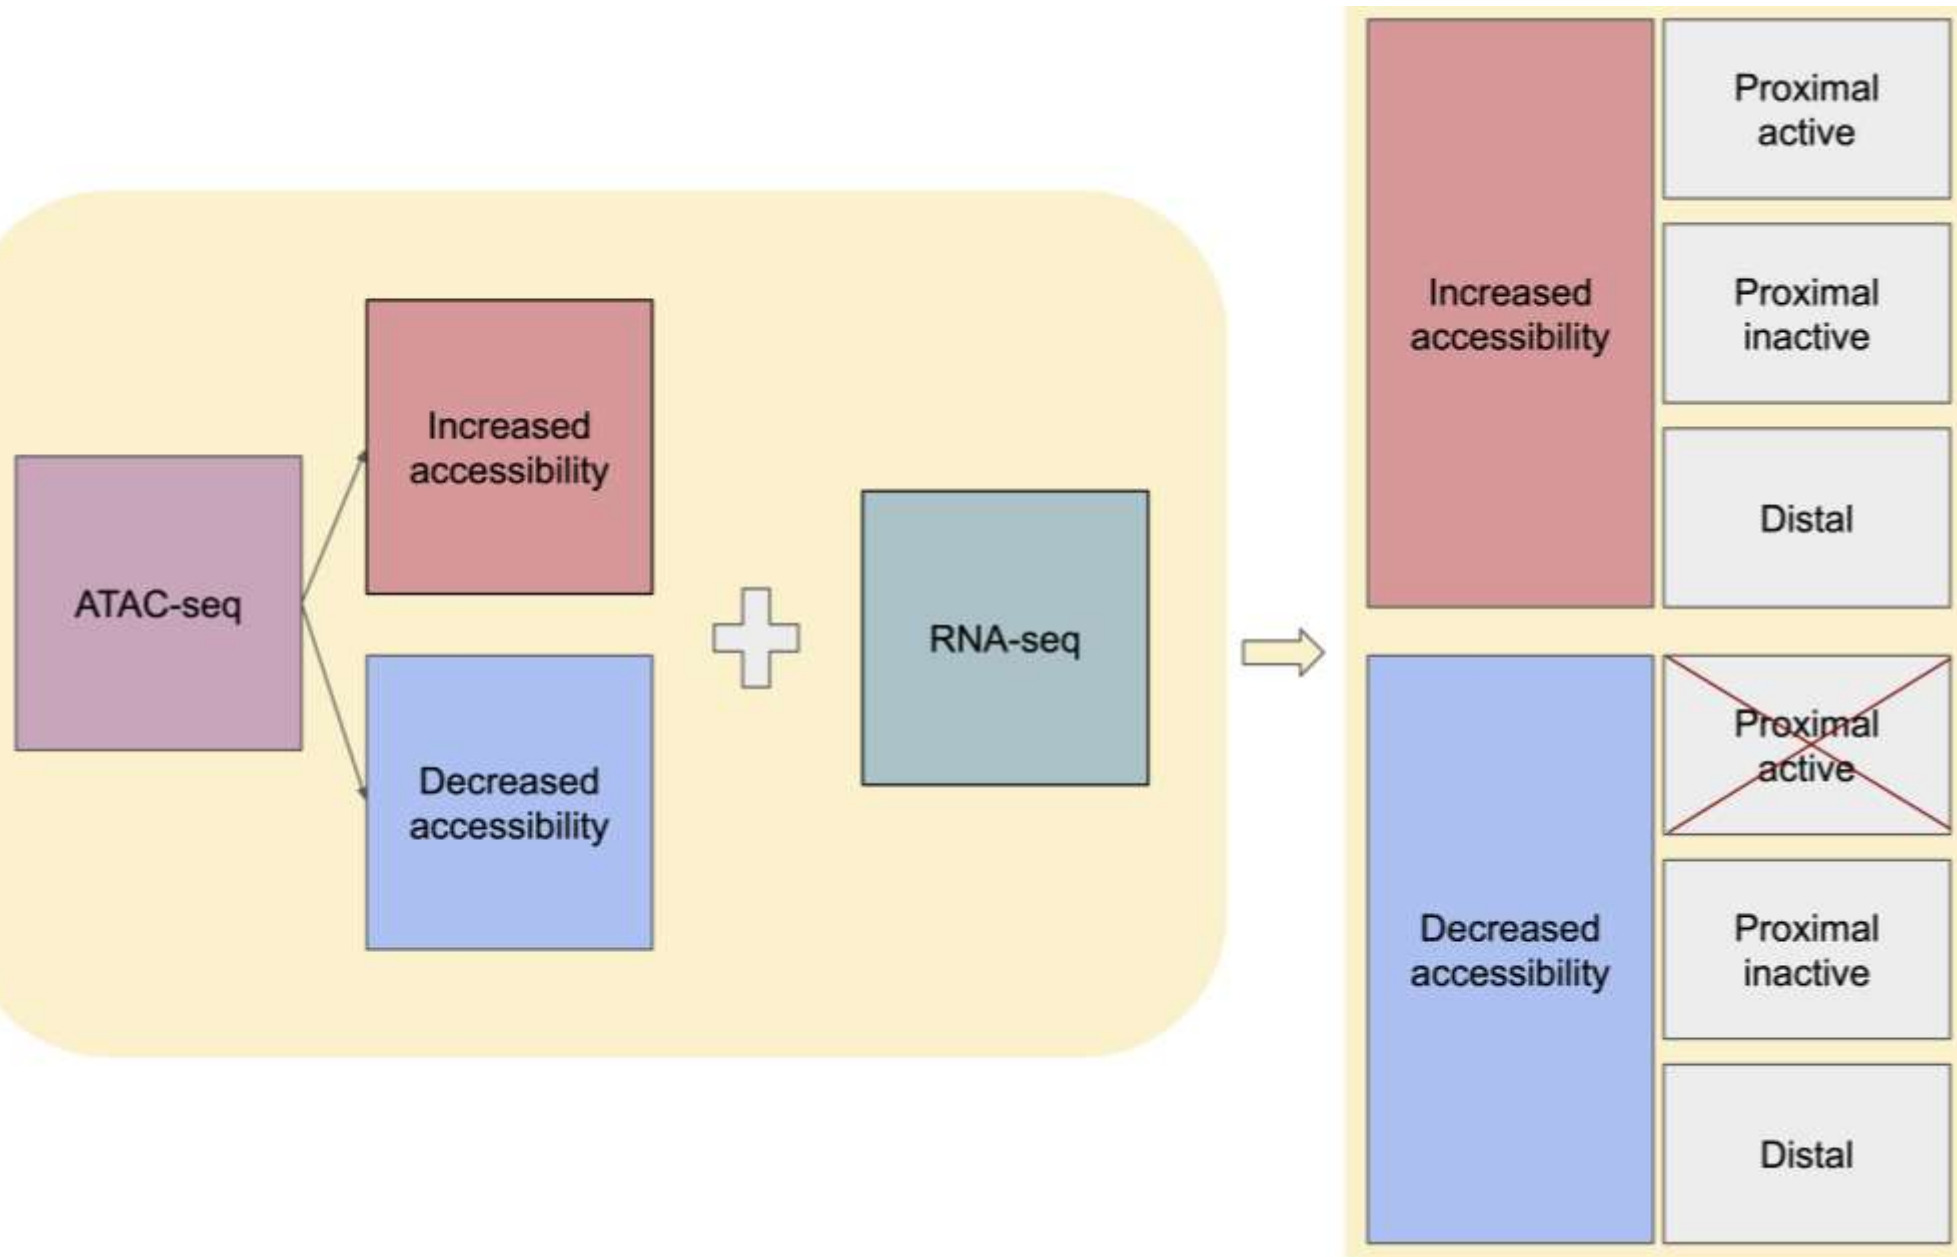 ATAC-seq
Increased
accessibility
Decreased
accessibility
RNA-seq
Increased
accessibility
Proximal
active
Proximal
inactive
Distal
Decreased
accessibility
Proximal
active
Proximal
inactive
Distal